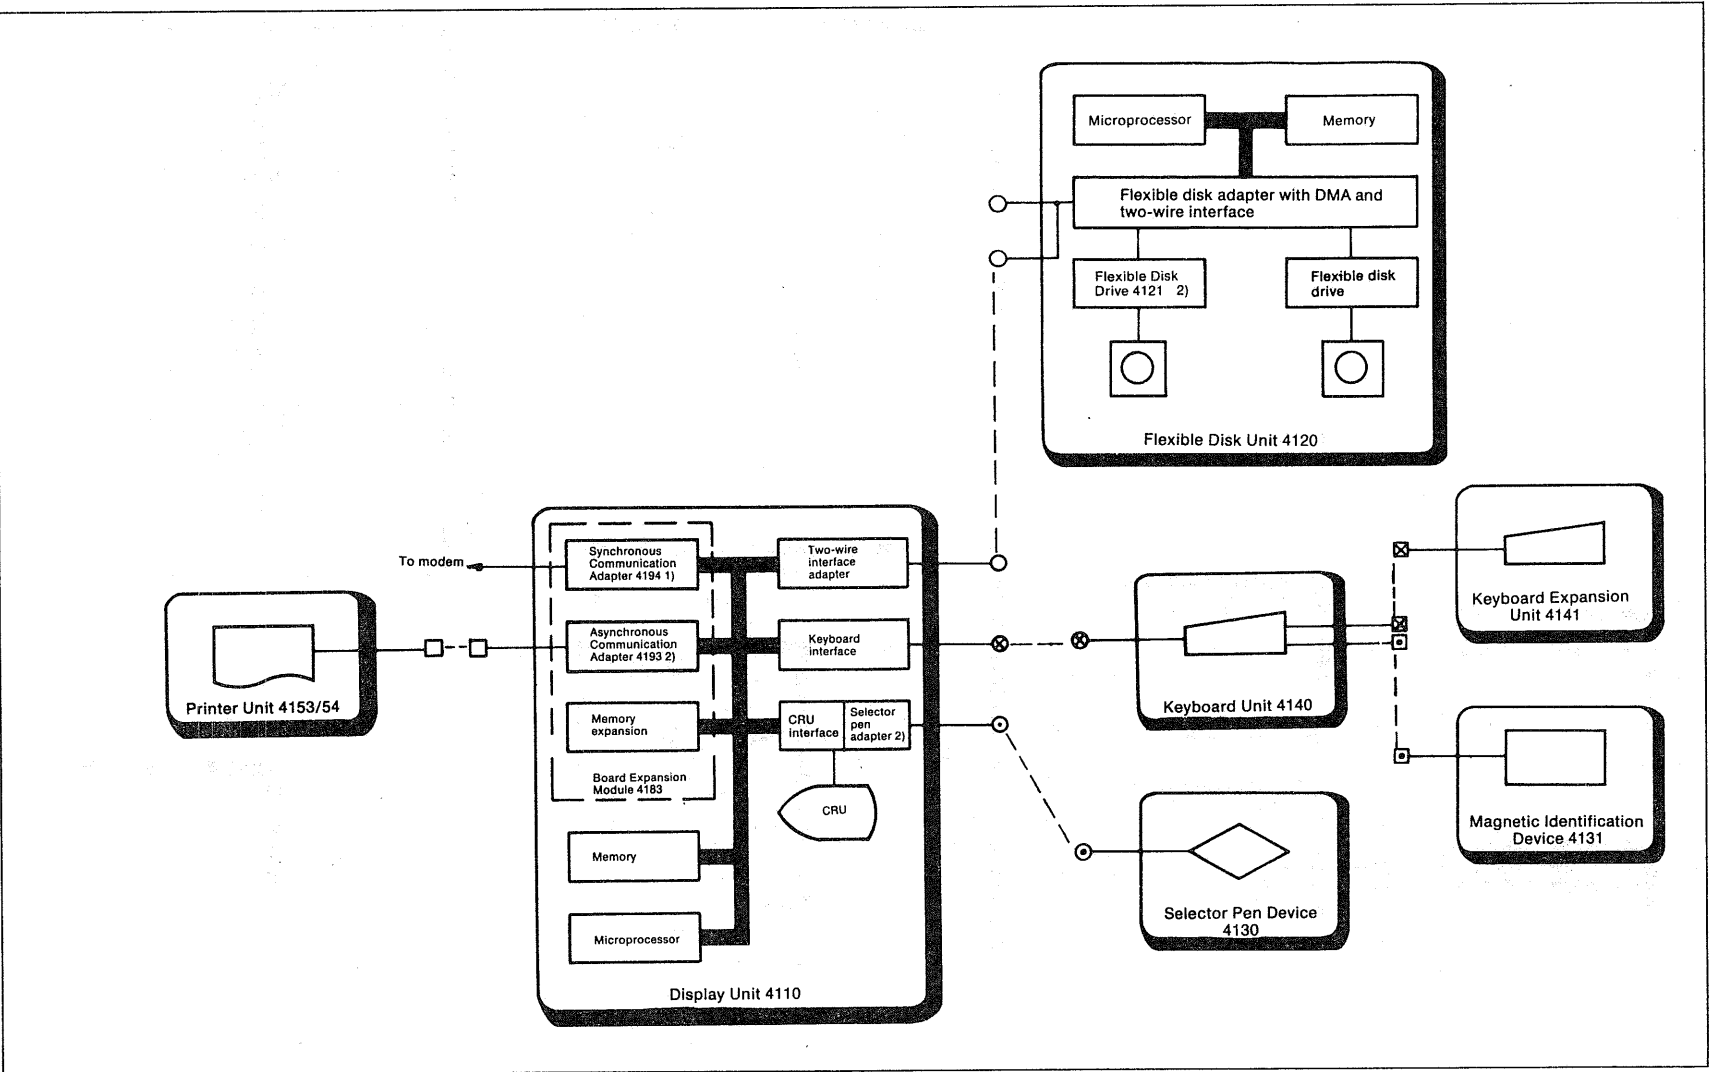 Microprocessor
Memory
Flexible disk adapter with DMA and
two-wire interface
Flexible Disk
Drive 4121 2)
Flexible disk
drive
Flexible Disk Unit 4120
To modem
Synchronous
Communication
Adapter 4194 1)
Two-wire
interface
adapter
Asynchronous
Communication
Adapter 4193 2)
Keyboard
interface
Memory
expansion
CRU
interface
Selector
pen
adapter 2)
Board Expansion
Module 4183
CRU
Memory
Microprocessor
Display Unit 4110
Printer Unit 4153/54
Keyboard Unit 4140
Keyboard Expansion
Unit 4141
Magnetic Identification
Device 4131
Selector Pen Device
4130